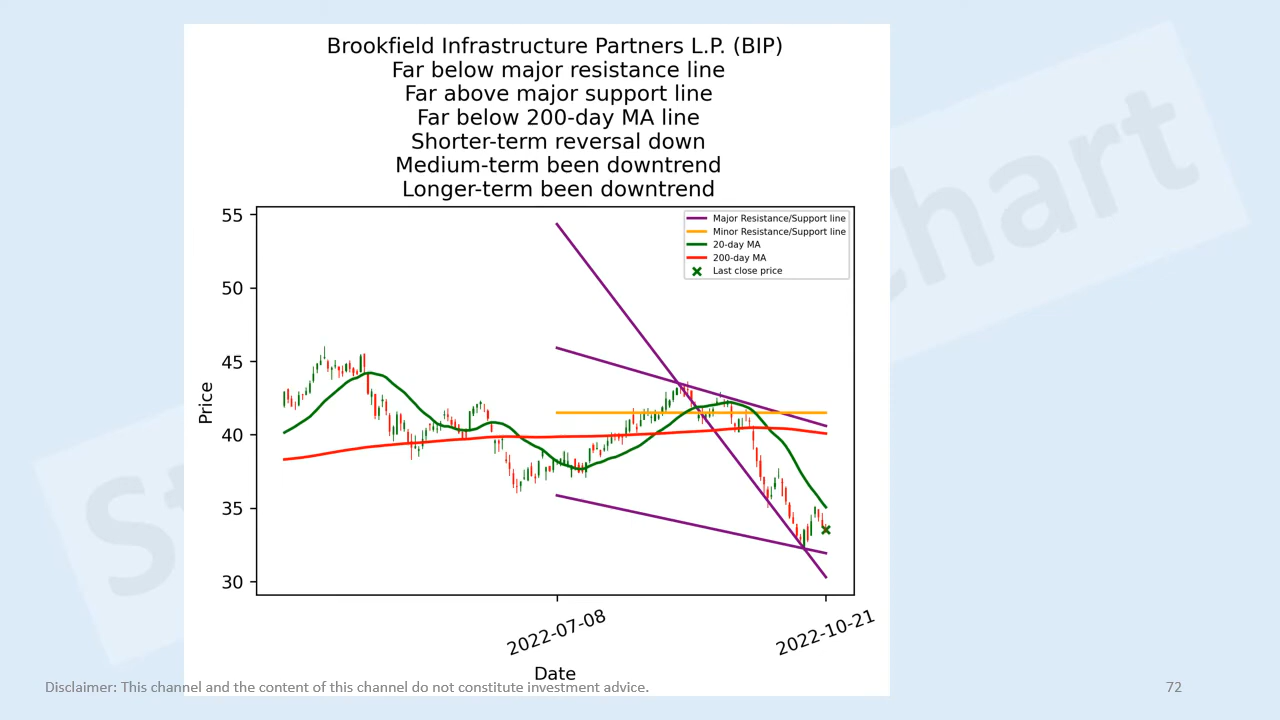 Brookfield Infrastructure Partners L.P. (BIP)
Far below major resistance line
Far above major support line
Far below 200-day MA line
Shorter-term reversal down
Medium-term been downtrend
Longer-term been downtrend
Major Resistance/Support line
Minor Resistance/Support line
20-day MA
200-day MA
Last close price
55
50
45
40
35
30
Price
2022-07-08
2022-10-21
Date
Disclaimer: This channel and the content of this channel do not constitute investment advice.
72